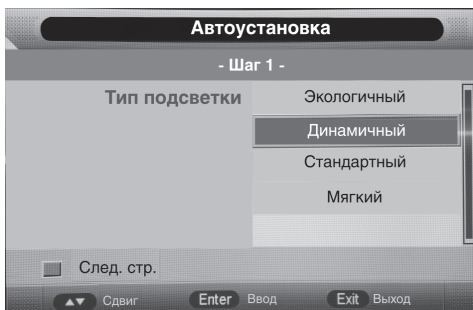 Автоустановка
- Шаг 1 -
Тип подсветки
Экологичный
Динамичный
Стандартный
Мягкий
След. стр.
▲▼ Сдвиг Enter Ввод Exit Выход